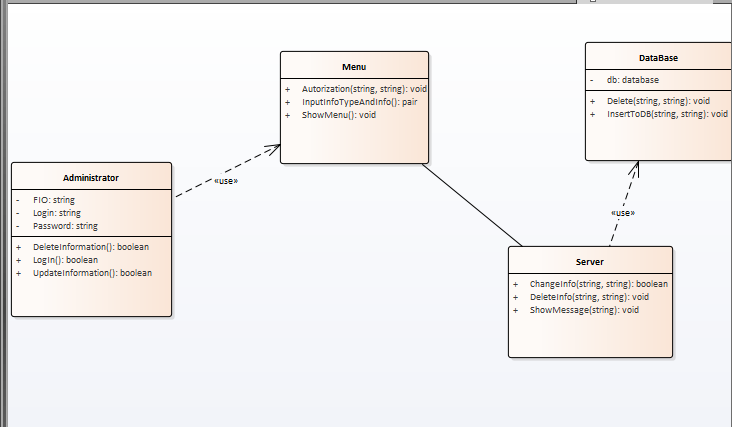 Menu
+ Autorization(string, string): void
+ InputInfoTypeAndInfo(): pair
+ ShowMenu(): void
DataBase
- db: database
+ Delete(string, string): void
+ InsertToDB(string, string): void
«use»
Administrator
- FIO: string
- Login: string
- Password: string
+ DeleteInformation(): boolean
+ LogIn(): boolean
+ UpdateInformation(): boolean
«use»
Server
+ ChangeInfo(string, string): boolean
+ DeleteInfo(string, string): void
+ ShowMessage(string): void